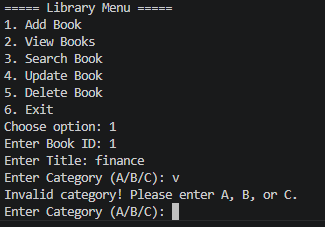 ===== Library Menu =====
1. Add Book
2. View Books
3. Search Book
4. Update Book
5. Delete Book
6. Exit
Choose option: 1
Enter Book ID: 1
Enter Title: finance
Enter Category (A/B/C): v
Invalid category! Please enter A, B, or C.
Enter Category (A/B/C):